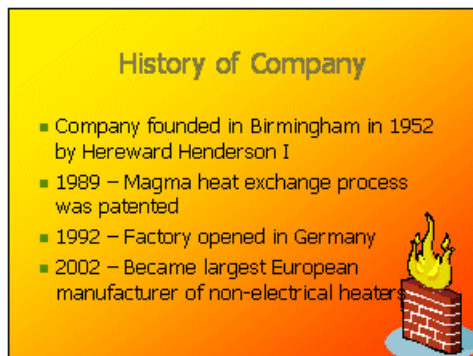 History of Company
Company founded in Birmingham in 1952
by Hereward Henderson I
1989 – Magma heat exchange process
was patented
1992 – Factory opened in Germany
2002 – Became largest European
manufacturer of non-electrical heaters